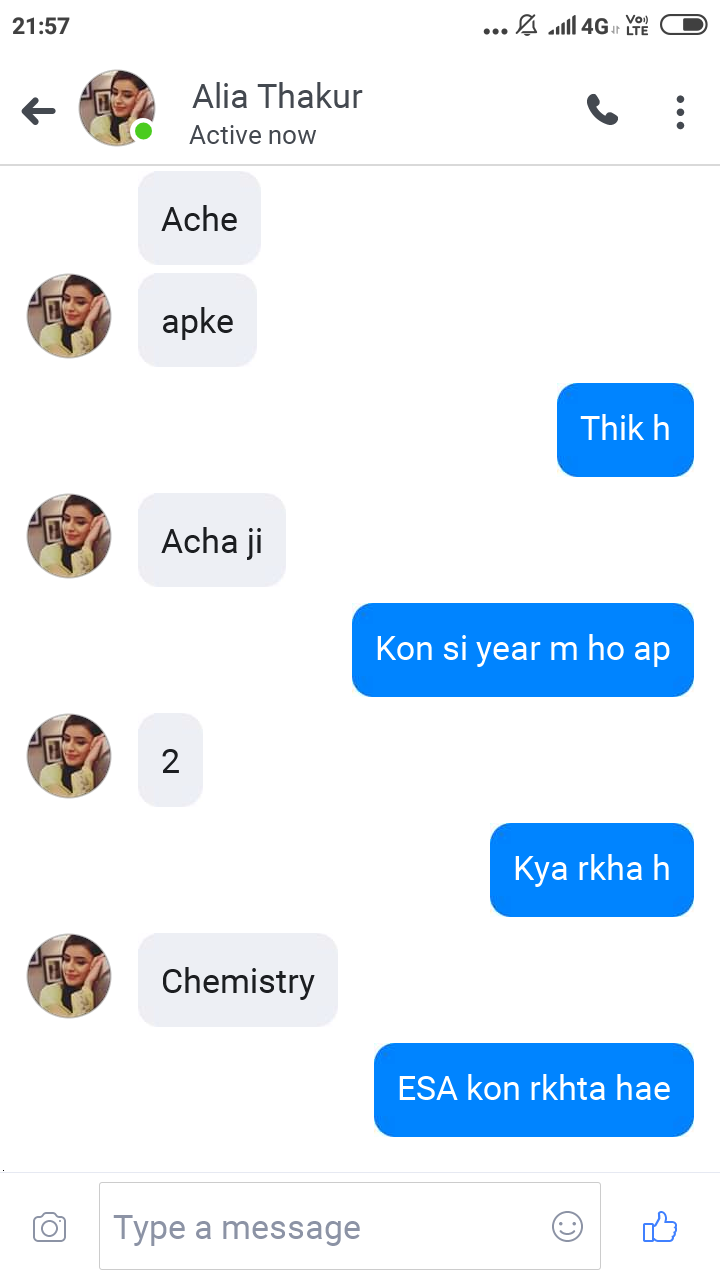 21:57
4G
Vo)
LTE
Alia Thakur
Active now
Ache
apke
Thik h
Acha ji
Kon si year m ho ap
2
Kya rkha h
Chemistry
ESA kon rkhta hae
Type a message